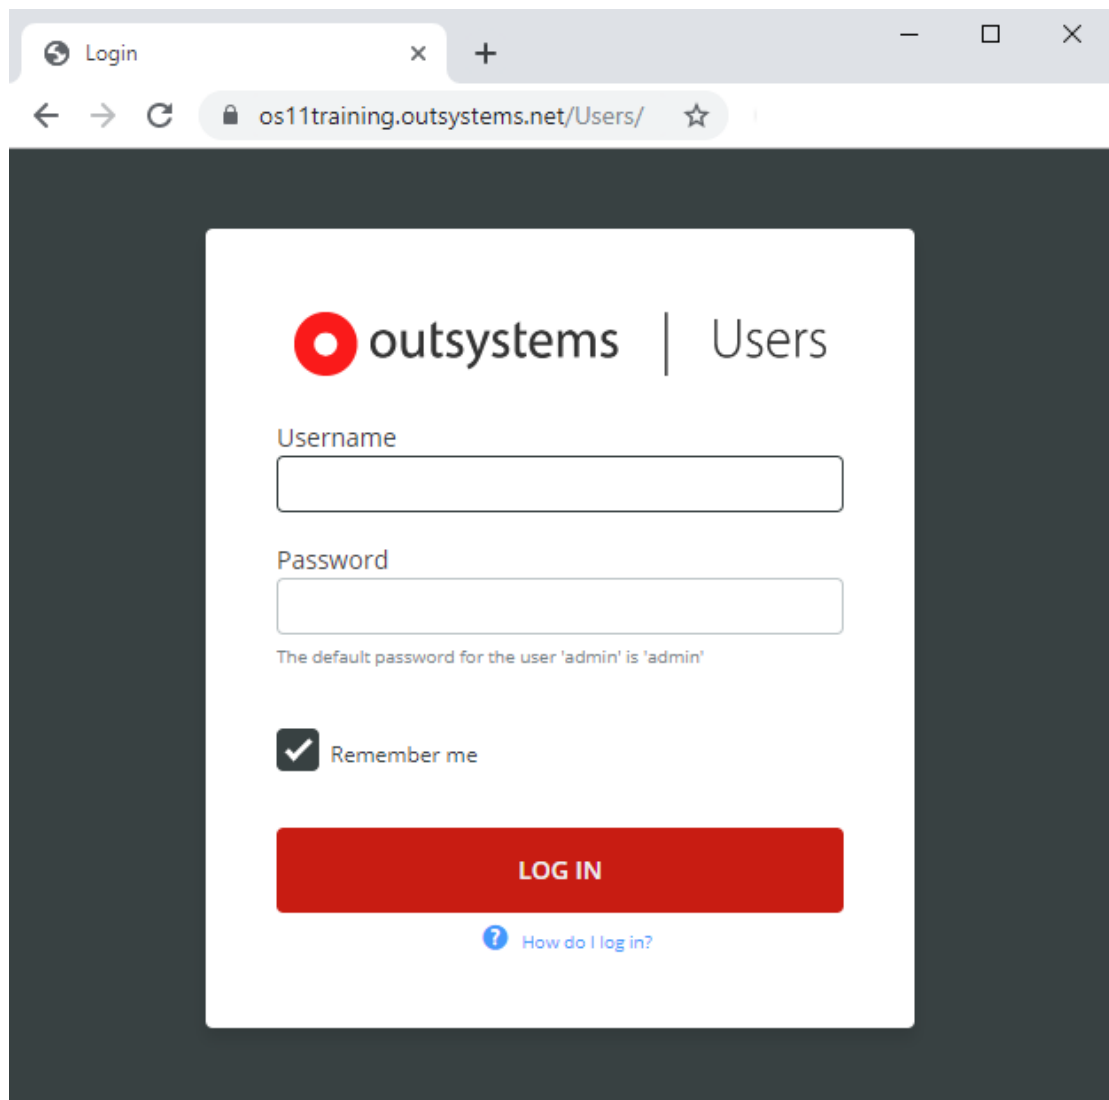 Login
os11training.outsystems.net/Users/
outsystems | Users
Username
Password
The default password for the user 'admin' is 'admin'
Remember me
LOG IN
? How do I log in?